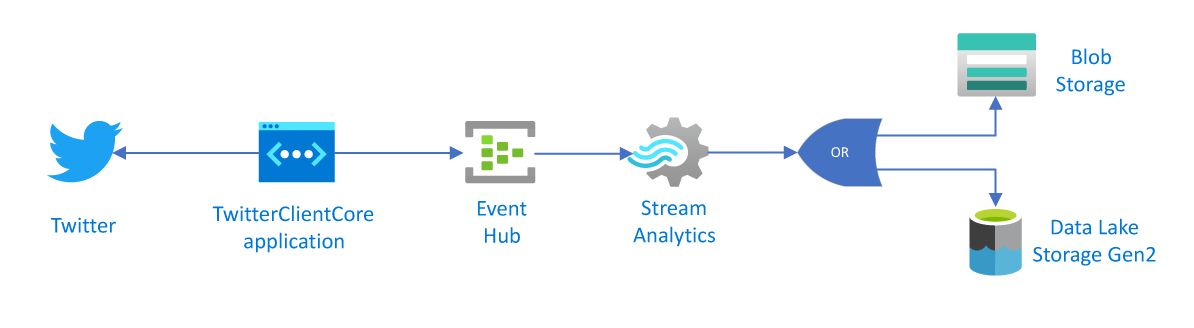 Twitter
TwitterClientCore
application
Event
Hub
Stream
Analytics
OR
Blob
Storage
Data Lake
Storage Gen2